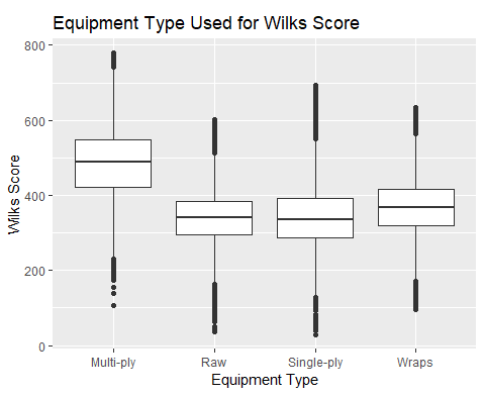 Equipment Type Used for Wilks Score
800
600
400
200
0
Wilks Score
Multi-ply Raw Single-ply Wraps
Equipment Type